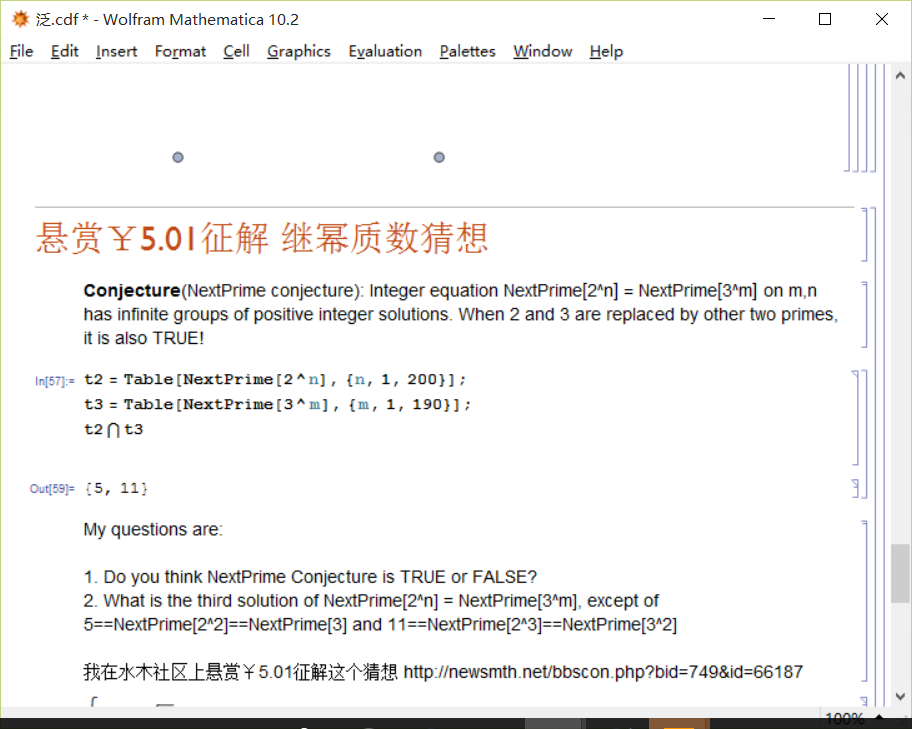 泛.cdf * - Wolfram Mathematica 10.2
File Edit Insert Format Cell Graphics Evaluation Palettes Window Help
悬赏￥5.01征解 继幂质数猜想
Conjecture(NextPrime conjecture): Integer equation NextPrime[2^n] = NextPrime[3^m] on m,n
has infinite groups of positive integer solutions. When 2 and 3 are replaced by other two primes,
it is also TRUE!
In[57]:= t2 = Table[NextPrime[2^n], {n, 1, 200}];
t3 = Table[NextPrime[3^m], {m, 1, 190}];
t2⋂t3
Out[59]= {5, 11}
My questions are:
1. Do you think NextPrime Conjecture is TRUE or FALSE?
2. What is the third solution of NextPrime[2^n] = NextPrime[3^m], except of
5==NextPrime[2^2]==NextPrime[3] and 11==NextPrime[2^3]==NextPrime[3^2]
我在水木社区上悬赏￥5.01征解这个猜想 http://newsmth.net/bbscon.php?bid=749&id=66187
100%